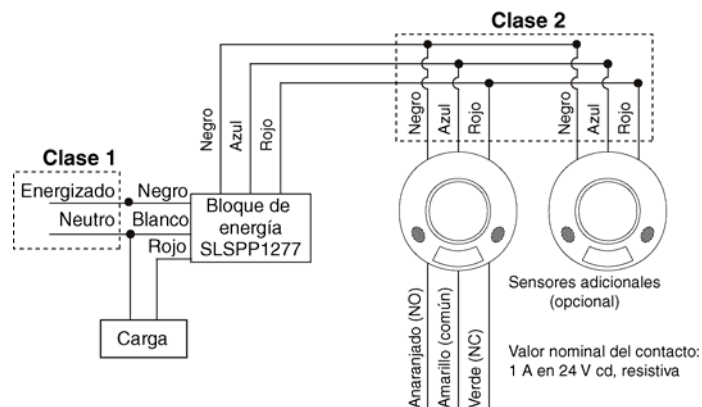 Clase 2
Negro
Azul
Rojo
Negro
Azul
Rojo
Negro
Azul
Rojo
Clase 1
Energizado
Negro
Neutro
Blanco
Rojo
Bloque de
energía
SLSPP1277
Carga
Sensores adicionales
(opcional)
Anaranjado (NO)
Amarillo (común)
Verde (NC)
Valor nominal del contacto:
1 A en 24 V cd, resistiva